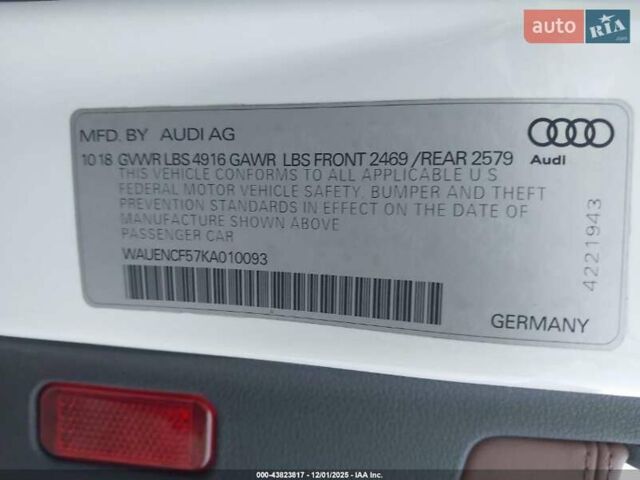 auto RIA
.com
MFD. BY AUDI AG
10 18 GVWR LBS 4916 GAWR LBS FRONT 2469 /REAR 2579
THIS VEHICLE CONFORMS TO ALL APPLICABLE U S
FEDERAL MOTOR VEHICLE SAFETY, BUMPER AND THEFT
PREVENTION STANDARDS IN EFFECT ON THE DATE OF
MANUFACTURE SHOWN ABOVE
PASSENGER CAR
WAUENCF57KA010093
Audi
4221943
GERMANY
000-43823817 - 12/01/2025 - IAA Inc.